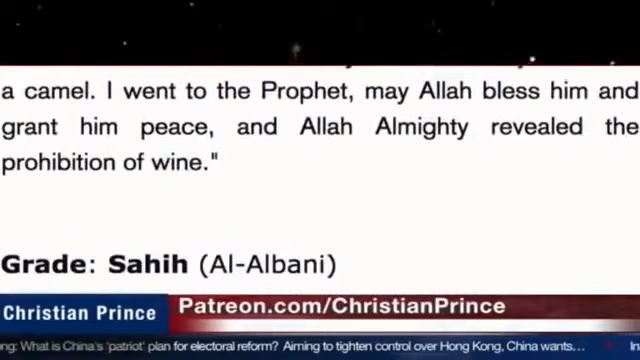 a camel. I went to the Prophet, may Allah bless him and
grant him peace, and Allah Almighty revealed the
prohibition of wine."
Grade: Sahih (Al-Albani)
Christian Prince
Patreon.com/ChristianPrince
ng: What is China's 'patriot' plan for electoral reform? Aiming to tighten control over Hong Kong, China wants...
In